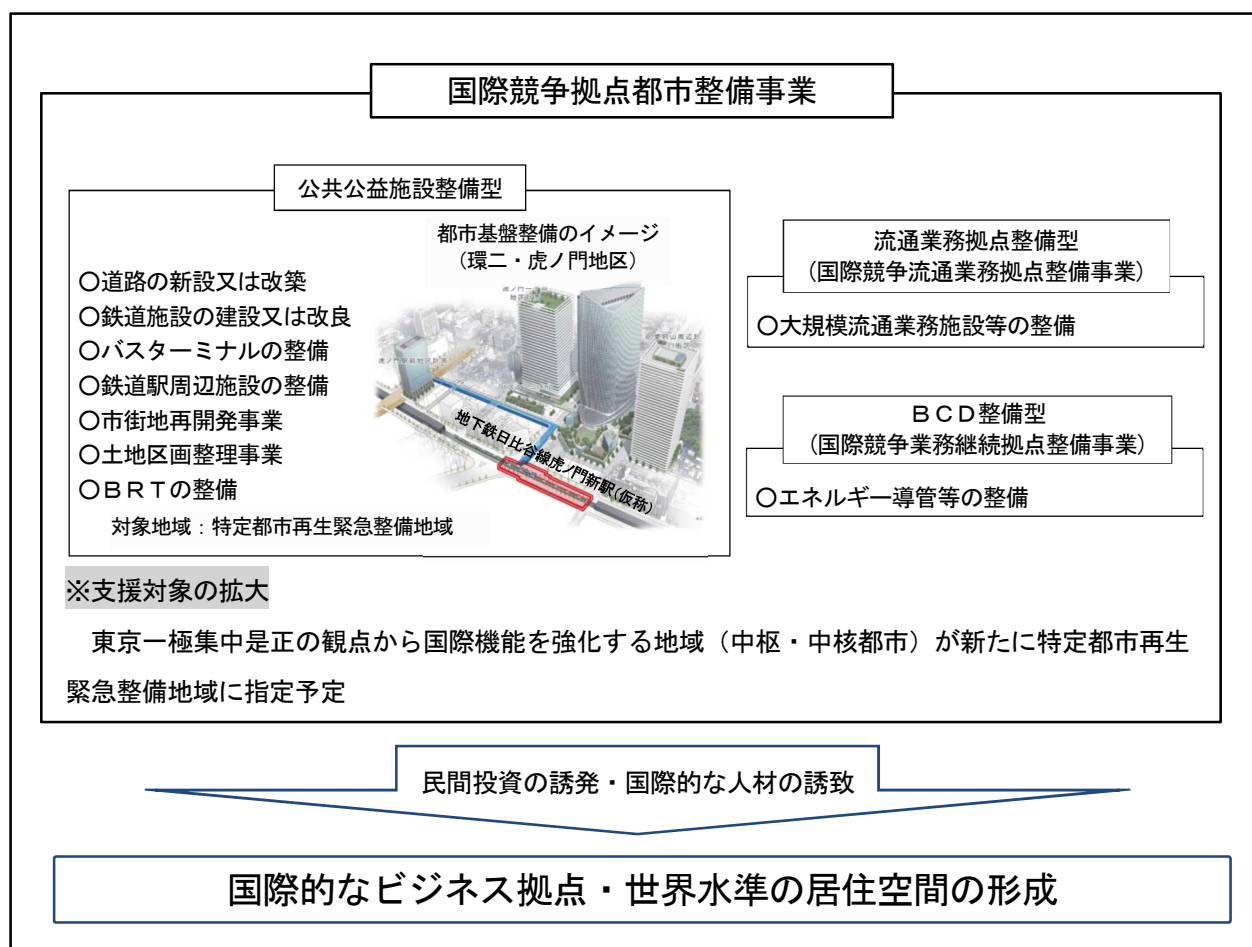 国際競争拠点都市整備事業
公共公益施設整備型
都市基盤整備のイメージ
（環二・虎ノ門地区）
〇道路の新設又は改築
〇鉄道施設の建設又は改良
〇バスターミナルの整備
〇鉄道駅周辺施設の整備
〇市街地再開発事業
〇土地区画整理事業
〇ＢＲＴの整備
対象地域：特定都市再生緊急整備地域
地下鉄日比谷線虎ノ門新駅(仮称)
流通業務拠点整備型
（国際競争流通業務拠点整備事業）
〇大規模流通業務施設等の整備
ＢＣＤ整備型
（国際競争業務継続拠点整備事業）
〇エネルギー導管等の整備
※支援対象の拡大
東京一極集中是正の観点から国際機能を強化する地域（中枢・中核都市）が新たに特定都市再生
緊急整備地域に指定予定
民間投資の誘発・国際的な人材の誘致
国際的なビジネス拠点・世界水準の居住空間の形成